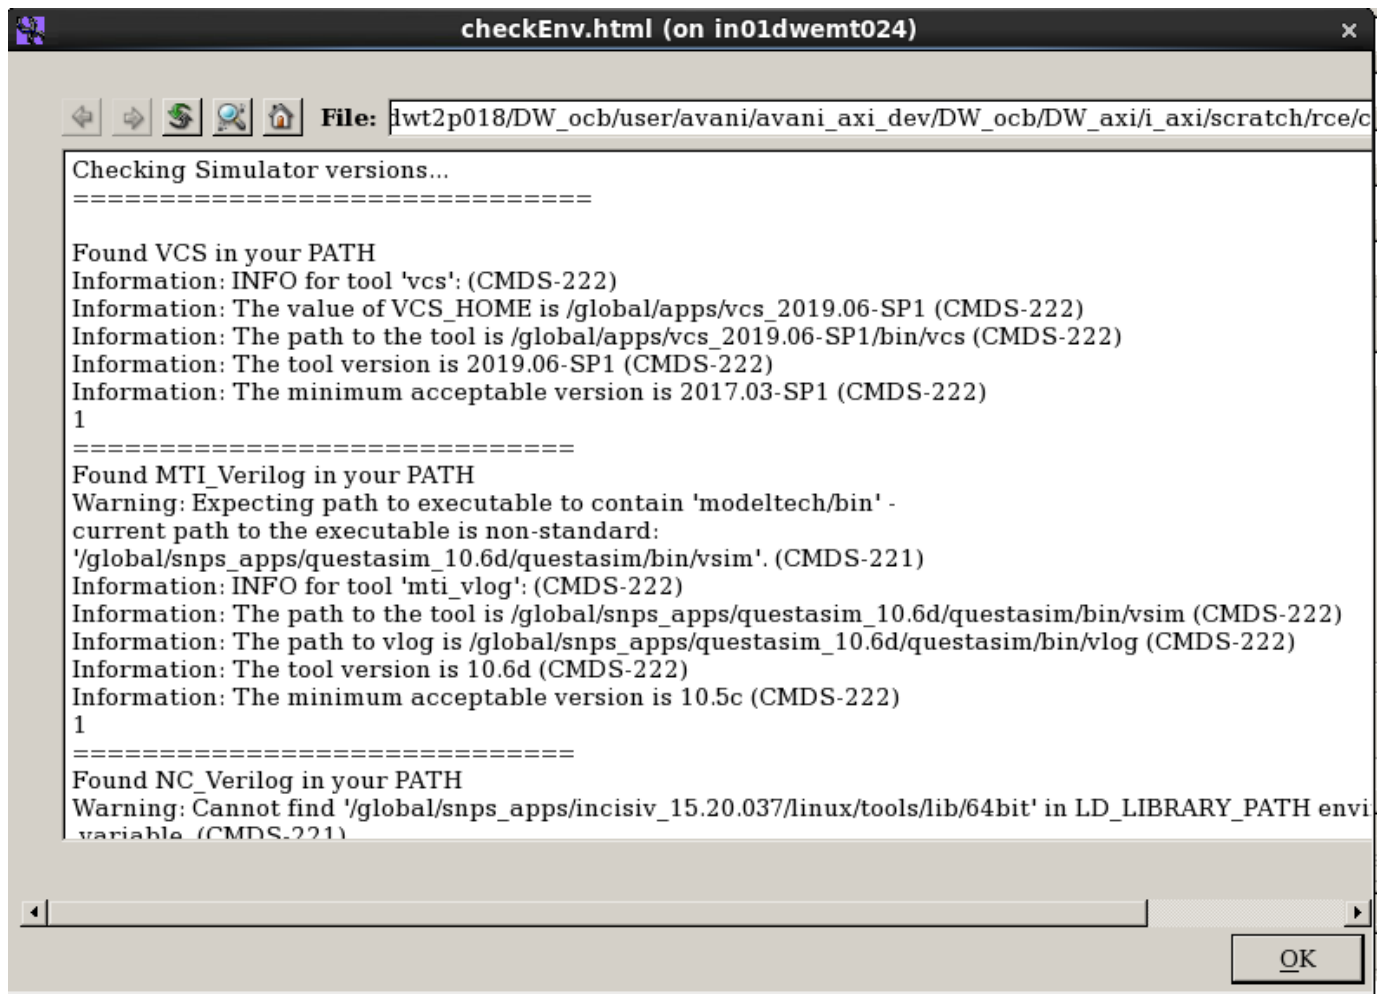 checkEnv.html (on in01dwemt024)
File: dwt2p018/DW_ocb/user/avani/avani_axi_dev/DW_ocb/DW_axi/i_axi/scratch/rce/c
Checking Simulator versions...
==============================
Found VCS in your PATH
Information: INFO for tool 'vcs': (CMDS-222)
Information: The value of VCS_HOME is /global/apps/vcs_2019.06-SP1 (CMDS-222)
Information: The path to the tool is /global/apps/vcs_2019.06-SP1/bin/vcs (CMDS-222)
Information: The tool version is 2019.06-SP1 (CMDS-222)
Information: The minimum acceptable version is 2017.03-SP1 (CMDS-222)
1
=============================
Found MTI_Verilog in your PATH
Warning: Expecting path to executable to contain 'modeltech/bin' -
current path to the executable is non-standard:
'/global/snps_apps/questasim_10.6d/questasim/bin/vsim'. (CMDS-221)
Information: INFO for tool 'mti_vlog': (CMDS-222)
Information: The path to the tool is /global/snps_apps/questasim_10.6d/questasim/bin/vsim (CMDS-222)
Information: The path to vlog is /global/snps_apps/questasim_10.6d/questasim/bin/vlog (CMDS-222)
Information: The tool version is 10.6d (CMDS-222)
Information: The minimum acceptable version is 10.5c (CMDS-222)
1
=============================
Found NC_Verilog in your PATH
Warning: Cannot find '/global/snps_apps/incisiv_15.20.037/linux/tools/lib/64bit' in LD_LIBRARY_PATH envi
variable. (CMDS-221)
OK